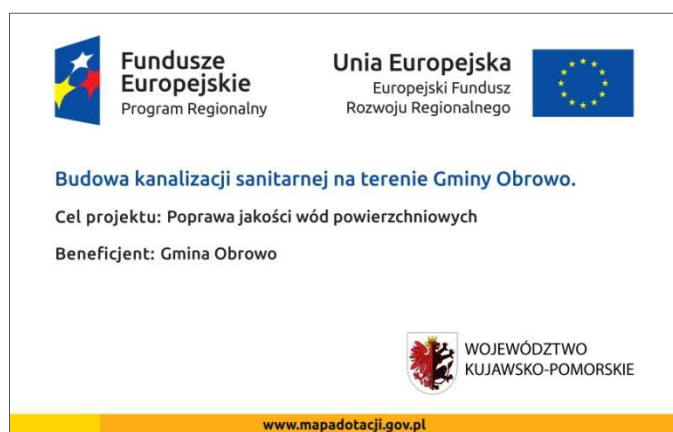 Fundusze
Europejskie
Program Regionalny
Unia Europejska
Europejski Fundusz
Rozwoju Regionalnego
Budowa kanalizacji sanitarnej na terenie Gminy Obrowo.
Cel projektu: Poprawa jakości wód powierzchniowych
Beneficjent: Gmina Obrowo
WOJEWÓDZTWO
KUJAWSKO-POMORSKIE
www.mapadotacji.gov.pl